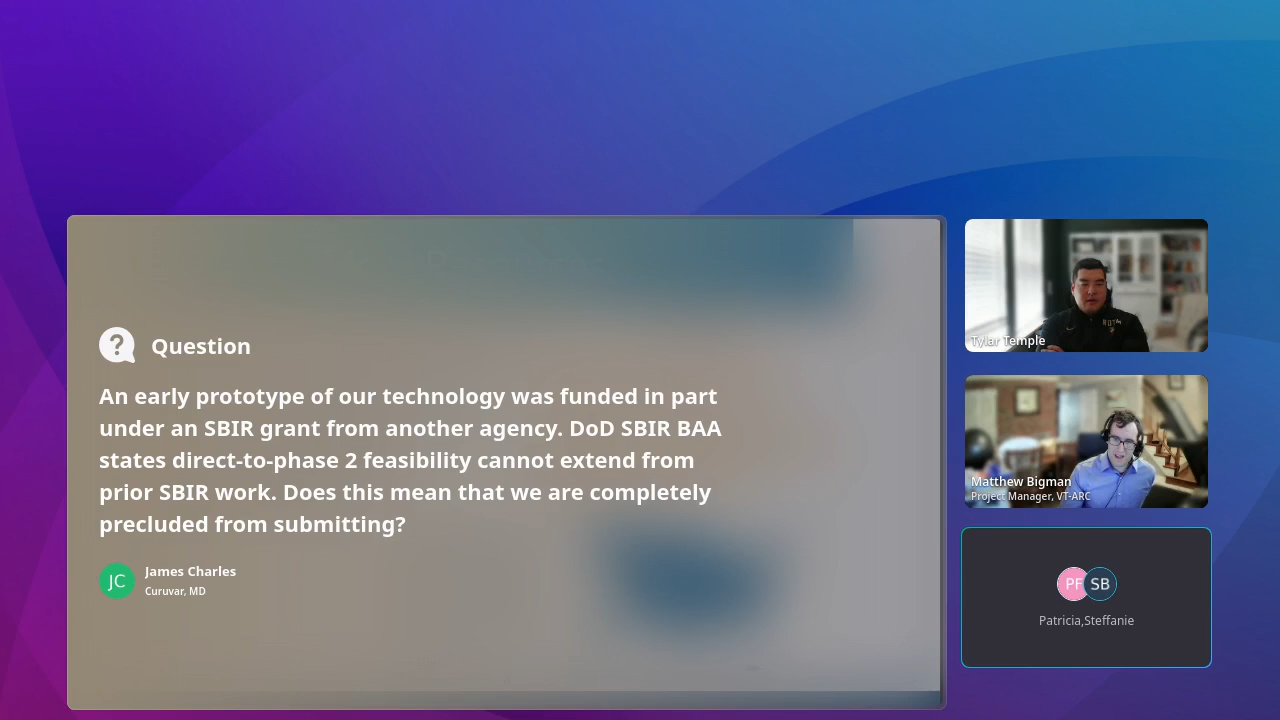 Question
An early prototype of our technology was funded in part
under an SBIR grant from another agency. DoD SBIR BAA
states direct-to-phase 2 feasibility cannot extend from
prior SBIR work. Does this mean that we are completely
precluded from submitting?
JC
James Charles
Curuvar, MD
Tylar Temple
Matthew Bigman
Project Manager, VT-ARC
PF SB
Patricia,Steffanie